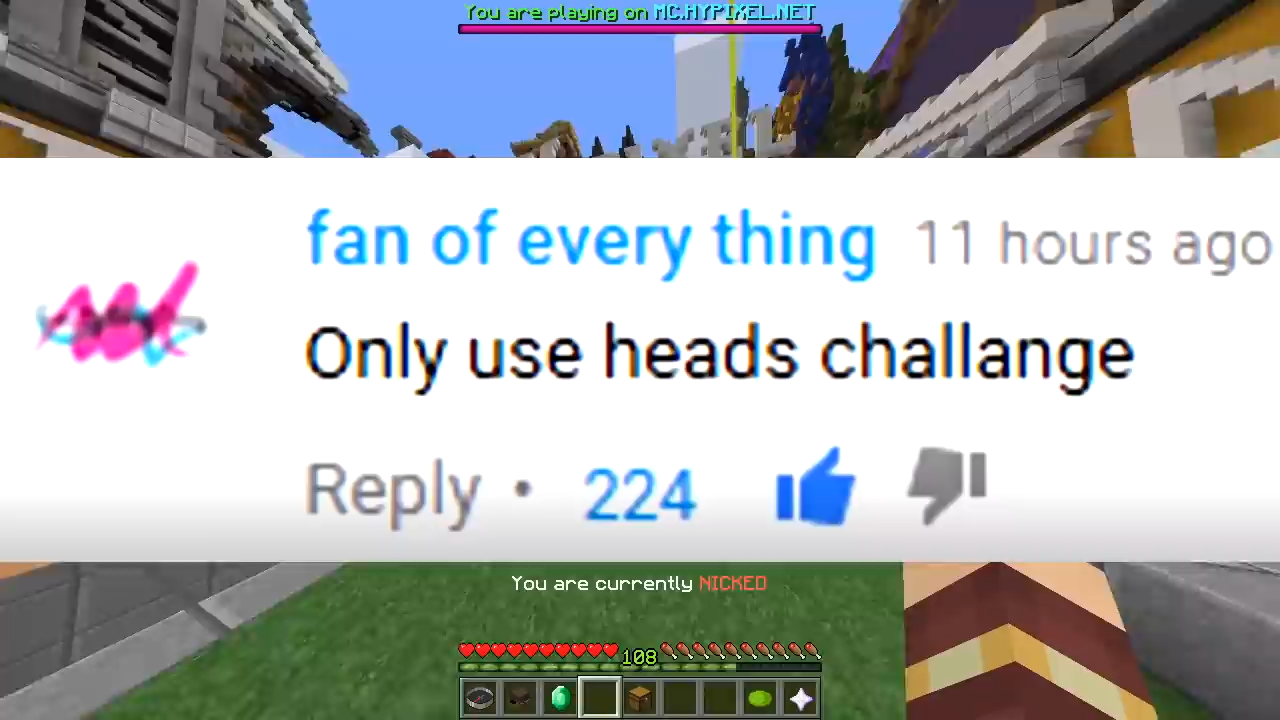 You are playing on MC.HYPIXEL.NET
fan of every thing 11 hours ago
Only use heads challange
Reply • 224
You are currently NICKED
108